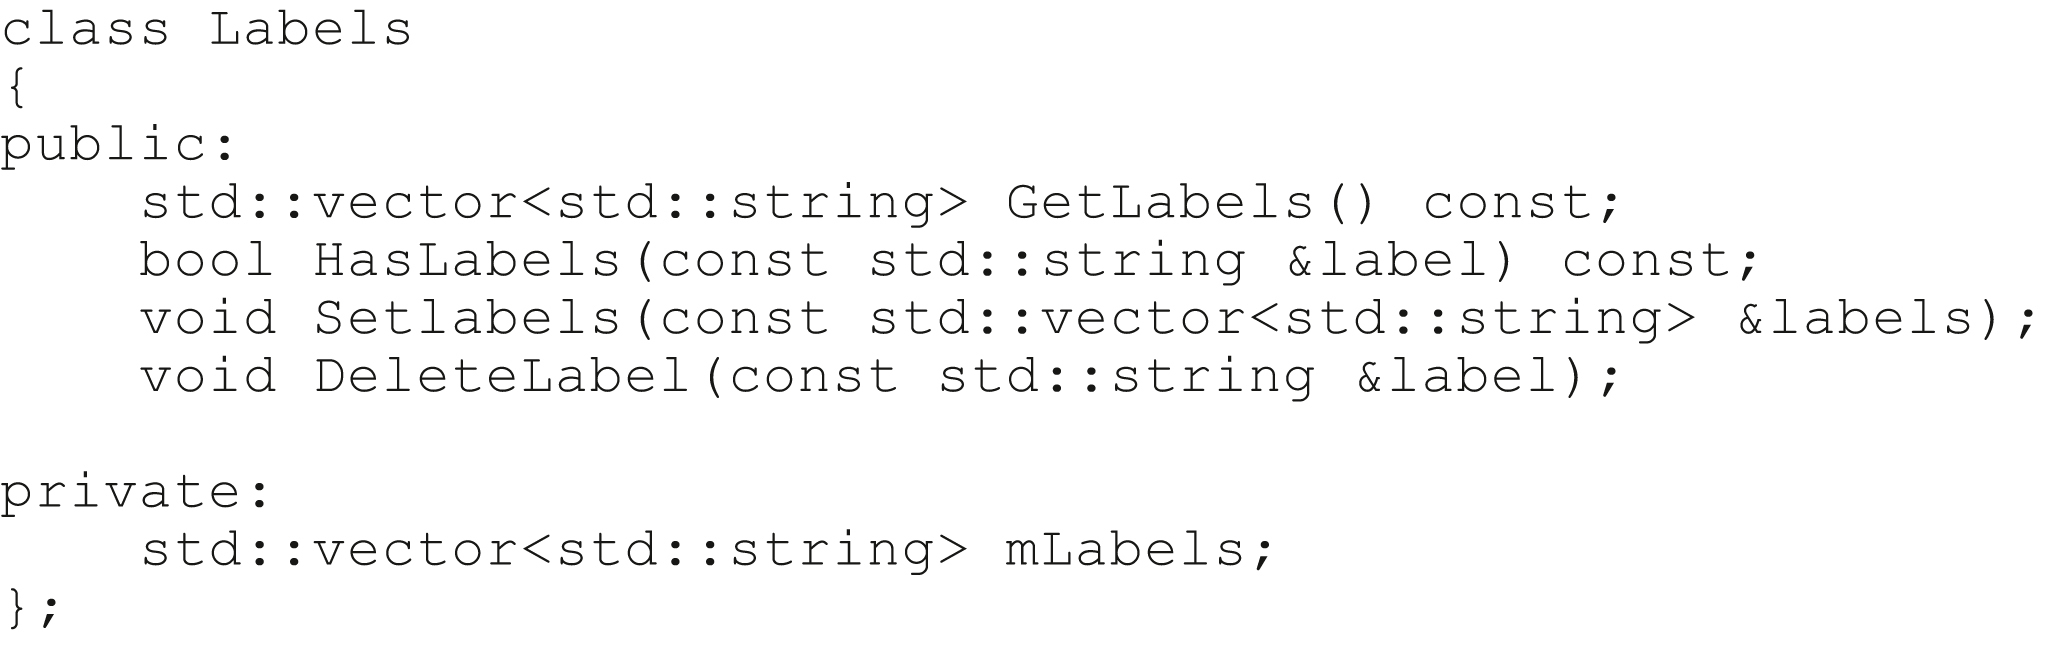 class Labels
{
public:
    std::vector<std::string> GetLabels() const;
    bool HasLabels(const std::string &label) const;
    void Setlabels(const std::vector<std::string> &labels);
    void DeleteLabel(const std::string &label);

private:
    std::vector<std::string> mLabels;
};